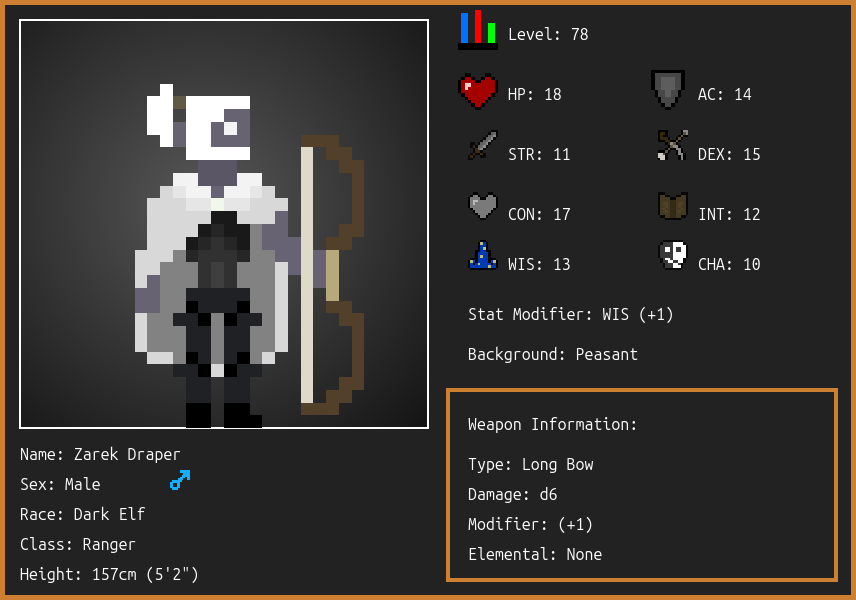 Level: 78
HP: 18
AC: 14
STR: 11
DEX: 15
CON: 17
INT: 12
WIS: 13
CHA: 10
Stat Modifier: WIS (+1)
Background: Peasant
Weapon Information:
Type: Long Bow
Damage: d6
Modifier: (+1)
Elemental: None
Name: Zarek Draper
Sex: Male
Race: Dark Elf
Class: Ranger
Height: 157cm (5'2")